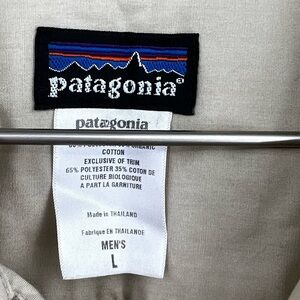 patagonia®
patagonia
COTTON
EXCLUSIVE OF TRIM
65% POLYESTER 35% COTON DE
CULTURE BIOLOGIQUE
A PART LA GARNITURE
Made in THAILAND
Fabriqué EN THAILANDE
MEN'S
L